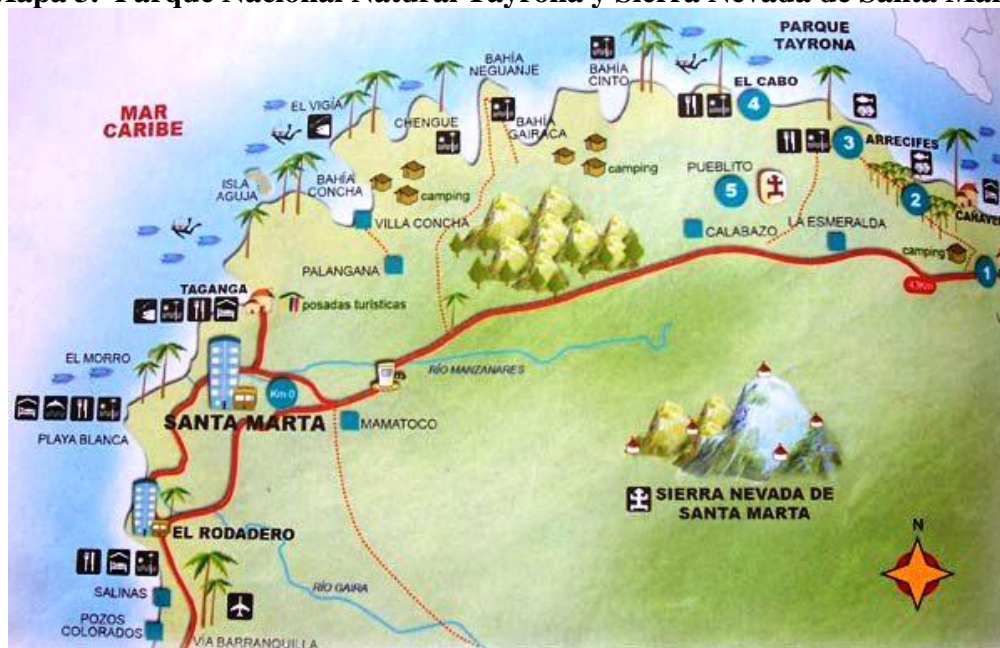 Mapa 3. Parque Nacional Natural Tayrona y Sierra Nevada de Santa Mar
PARQUE
TAYRONA
BAHÍA
NEGUANJE
BAHÍA
CINTO
EL CABO
4
MAR
CARIBE
EL VIGÍA
CHENGUE
BAHÍA
GAIRACA
3
ARRECIFES
ISLA
AGUJA
BAHÍA
CONCHA
camping
camping
PUEBLITO
5
2
CAÑAVE
VILLA CONCHA
CALABAZO
LA ESMERALDA
camping
PALANGANA
1
TAGANGA
posadas turísticas
43Km
EL MORRO
RÍO MANZANARES
Km 0
SANTA MARTA
MAMATOCO
PLAYA BLANCA
SIERRA NEVADA DE
SANTA MARTA
EL RODADERO
N
SALINAS
RÍO GAIRA
POZOS
COLORADOS
VÍA BARRANQUILLA